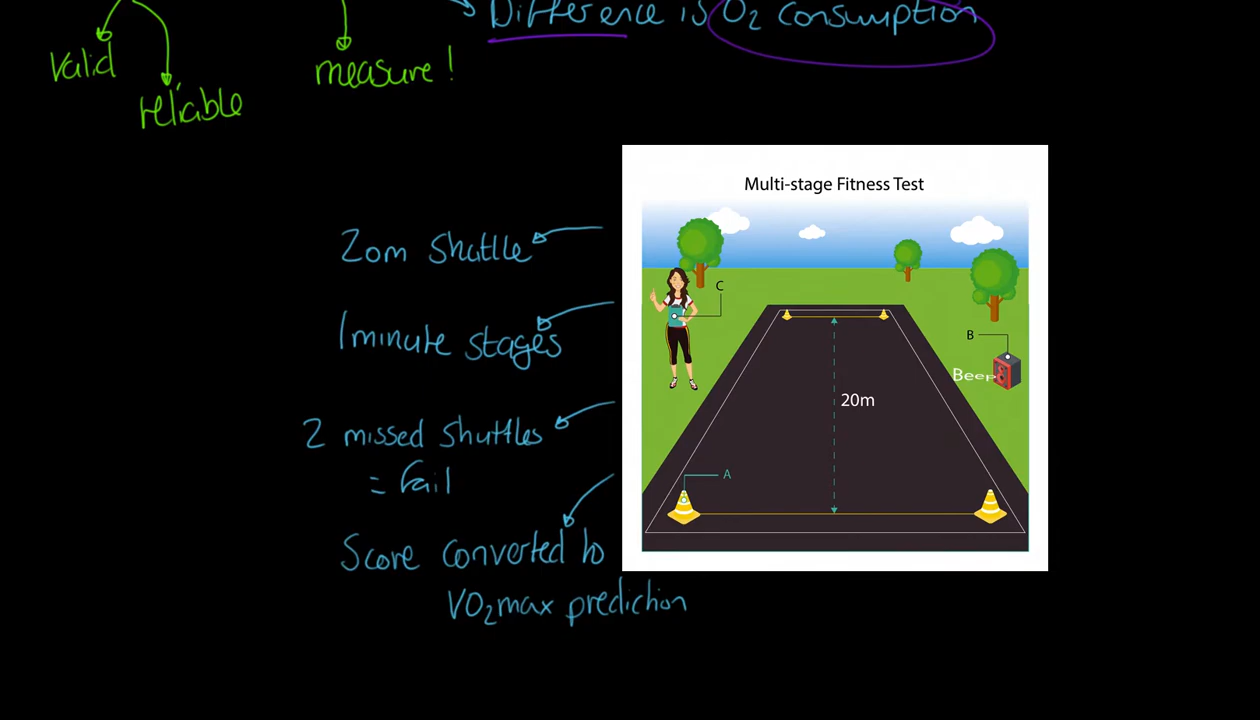 Difference is O₂ consumption
valid
measure!
reliable
Multi-stage Fitness Test
20m shuttle
C
1 minute stages
B
Beep
20m
2 missed shuttles
= fail
A
Score converted to
VO₂max prediction